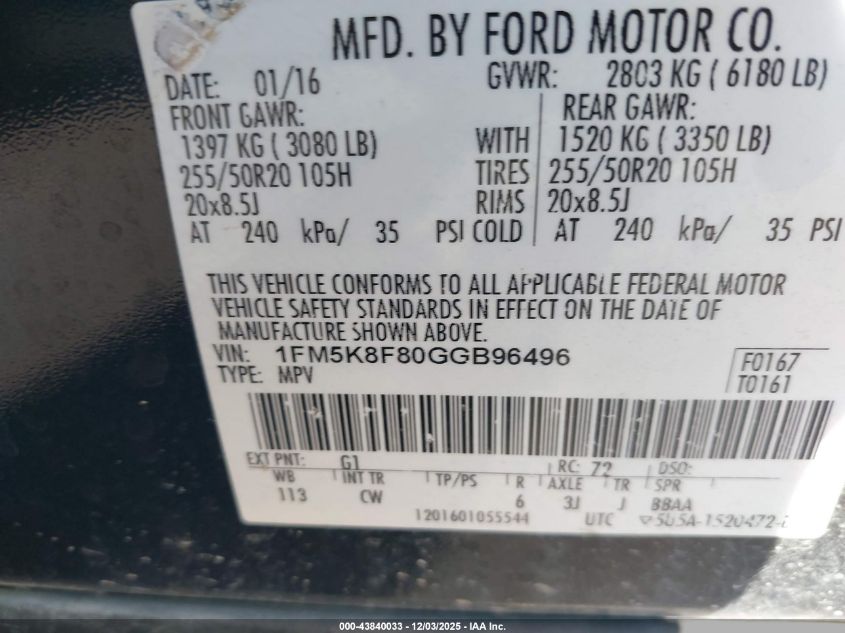 MFD. BY FORD MOTOR CO.
DATE: 01/16 GVWR: 2803 KG ( 6180 LB)
FRONT GAWR: REAR GAWR:
1397 KG ( 3080 LB) WITH 1520 KG ( 3350 LB)
255/50R20 105H TIRES 255/50R20 105H
20x8.5J RIMS 20x8.5J
AT 240 kPa/ 35 PSI COLD AT 240 kPa/ 35 PSI
THIS VEHICLE CONFORMS TO ALL APPLICABLE FEDERAL MOTOR
VEHICLE SAFETY STANDARDS IN EFFECT ON THE DATE OF
MANUFACTURE SHOWN ABOVE.
VIN: 1FM5K8F80GGB96496
TYPE: MPV
F0167
T0161
EXT PNT: G1 RC: 72 DSO:
WB INT TR TP/PS R AXLE TR SPR
113 CW 6 3J J BBAA
1201601055544 UTC
000-43840033 - 12/03/2025 - IAA Inc.